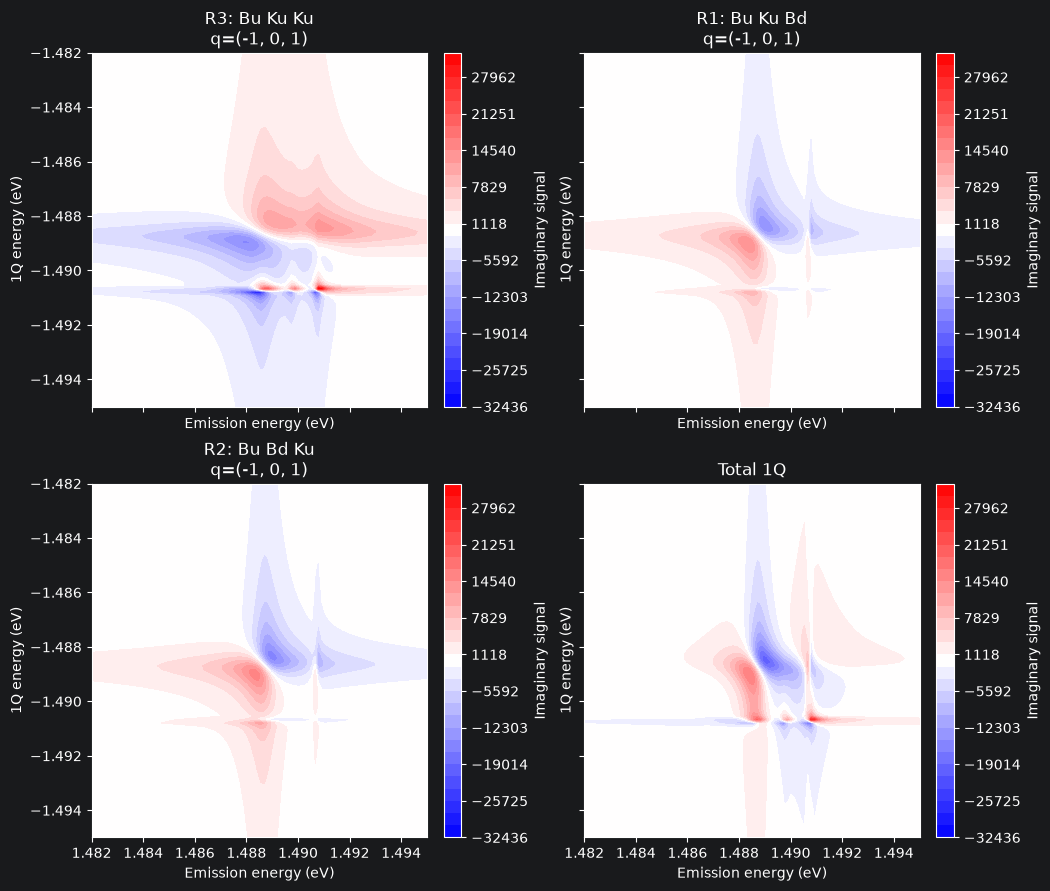 R3: Bu Ku Ku
q=(-1, 0, 1)
−1.482
−1.484
−1.486
−1.488
−1.490
−1.492
−1.494
1Q energy (eV)
Emission energy (eV)
27962
21251
14540
7829
1118
−5592
−12303
−19014
−25725
−32436
Imaginary signal
R1: Bu Ku Bd
q=(-1, 0, 1)
1Q energy (eV)
Emission energy (eV)
27962
21251
14540
7829
1118
−5592
−12303
−19014
−25725
−32436
Imaginary signal
R2: Bu Bd Ku
q=(-1, 0, 1)
−1.482
−1.484
−1.486
−1.488
−1.490
−1.492
−1.494
1Q energy (eV)
1.482 1.484 1.486 1.488 1.490 1.492 1.494
Emission energy (eV)
27962
21251
14540
7829
1118
−5592
−12303
−19014
−25725
−32436
Imaginary signal
Total 1Q
1Q energy (eV)
1.482 1.484 1.486 1.488 1.490 1.492 1.494
Emission energy (eV)
27962
21251
14540
7829
1118
−5592
−12303
−19014
−25725
−32436
Imaginary signal